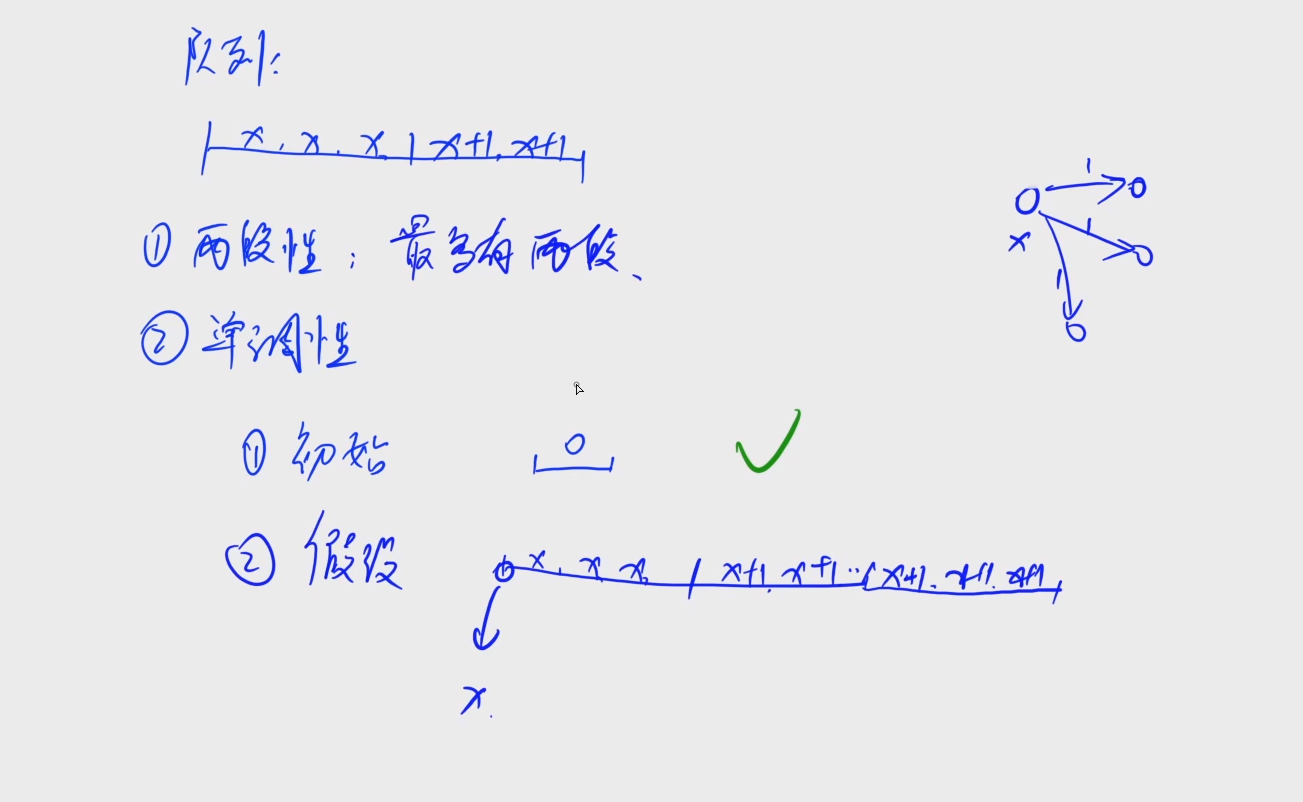 队列:
x, x, x, | x+1, x+1
1
1
1
x
① 两段性: 最多有两段、
② 单调性
① 初始 0
② 假设 x, x, x, | x+1, x+1 ... | x+1, x+1, x+1
x.